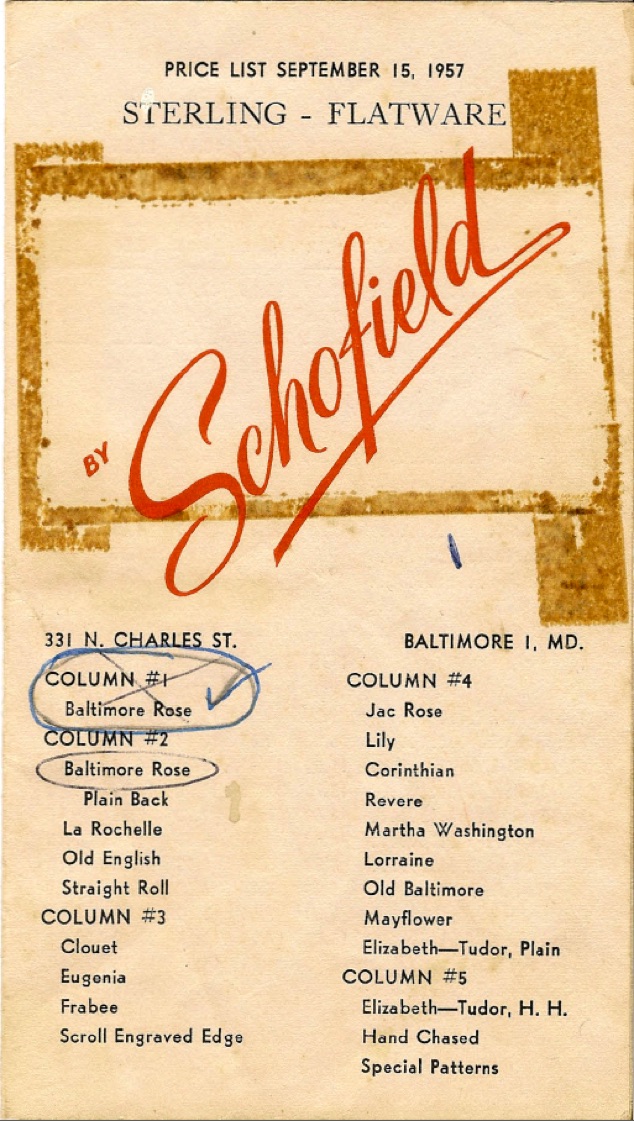 PRICE LIST SEPTEMBER 15, 1957
STERLING - FLATWARE
BY Schofield
331 N. CHARLES ST.
BALTIMORE 1, MD.
COLUMN #1
Baltimore Rose
COLUMN #2
Baltimore Rose
Plain Back
La Rochelle
Old English
Straight Roll
COLUMN #3
Clouet
Eugenia
Frabee
Scroll Engraved Edge
COLUMN #4
Jac Rose
Lily
Corinthian
Revere
Martha Washington
Lorraine
Old Baltimore
Mayflower
Elizabeth—Tudor, Plain
COLUMN #5
Elizabeth—Tudor, H. H.
Hand Chased
Special Patterns